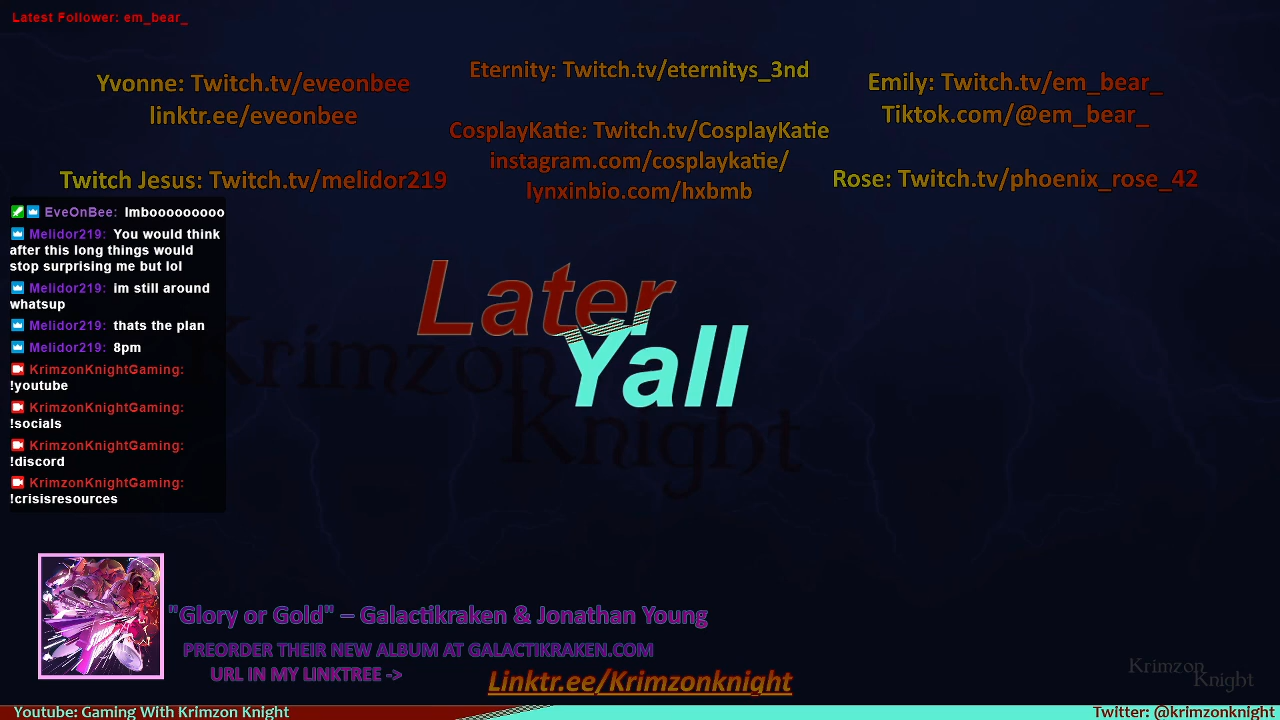 Latest Follower: em_bear_
Yvonne: Twitch.tv/eveonbee
linktr.ee/eveonbee
Eternity: Twitch.tv/eternitys_3nd
Emily: Twitch.tv/em_bear_
Tiktok.com/@em_bear_
CosplayKatie: Twitch.tv/CosplayKatie
instagram.com/cosplaykatie/
lynxinbio.com/hxbmb
Twitch Jesus: Twitch.tv/melidor219
Rose: Twitch.tv/phoenix_rose_42
EveOnBee: lmbooooooooo
Melidor219: You would think
after this long things would
stop surprising me but lol
Melidor219: im still around
whatsup
Melidor219: thats the plan
Melidor219: 8pm
KrimzonKnightGaming:
!youtube
KrimzonKnightGaming:
!socials
KrimzonKnightGaming:
!discord
KrimzonKnightGaming:
!crisisresources
Later
Yall
Krimzon
Knight
"Glory or Gold" – Galactikraken & Jonathan Young
PREORDER THEIR NEW ALBUM AT GALACTIKRAKEN.COM
URL IN MY LINKTREE ->
Linktr.ee/Krimzonknight
Krimzon
Knight
Youtube: Gaming With Krimzon Knight
Twitter: @krimzonknight